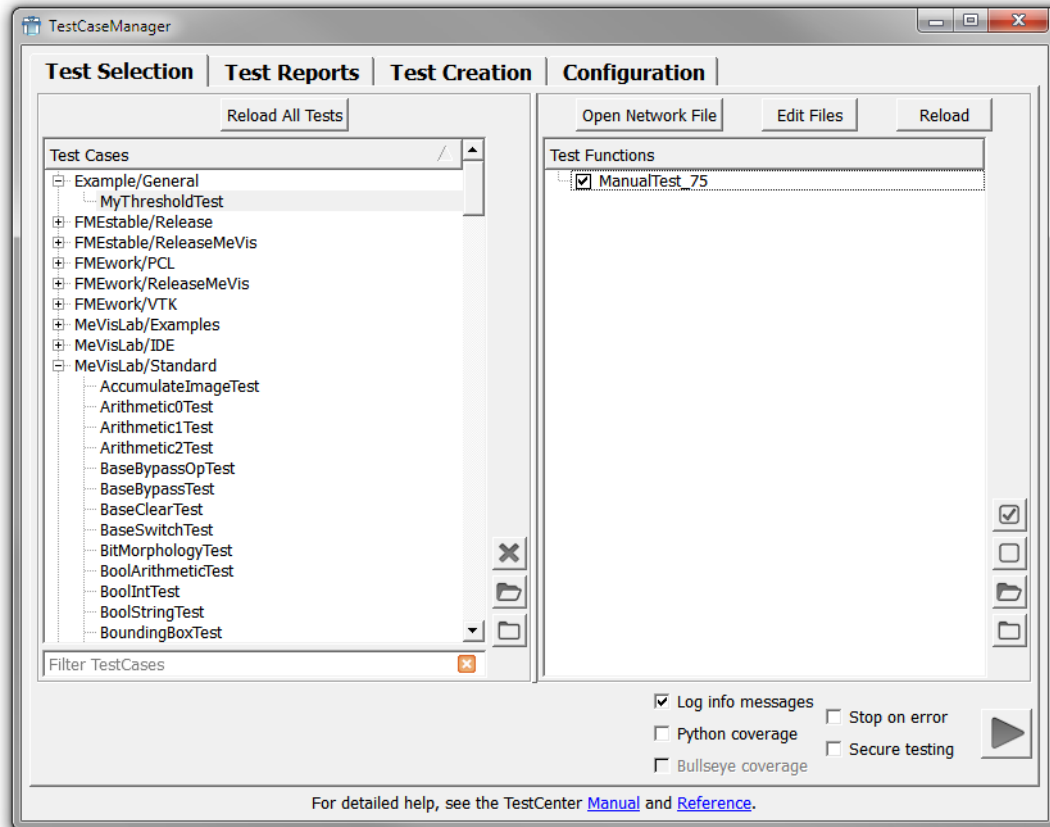 TestCaseManager
Test Selection
Test Reports
Test Creation
Configuration
Reload All Tests
Test Cases
Example/General
MyThresholdTest
FMEstable/Release
FMEstable/ReleaseMeVis
FMEwork/PCL
FMEwork/ReleaseMeVis
FMEwork/VTK
MeVisLab/Examples
MeVisLab/IDE
MeVisLab/Standard
AccumulateImageTest
Arithmetic0Test
Arithmetic1Test
Arithmetic2Test
BaseBypassOpTest
BaseBypassTest
BaseClearTest
BaseSwitchTest
BitMorphologyTest
BoolArithmeticTest
BoolIntTest
BoolStringTest
BoundingBoxTest
Filter TestCases
Open Network File
Edit Files
Reload
Test Functions
ManualTest_75
Log info messages
Python coverage
Bullseye coverage
Stop on error
Secure testing
For detailed help, see the TestCenter Manual and Reference.